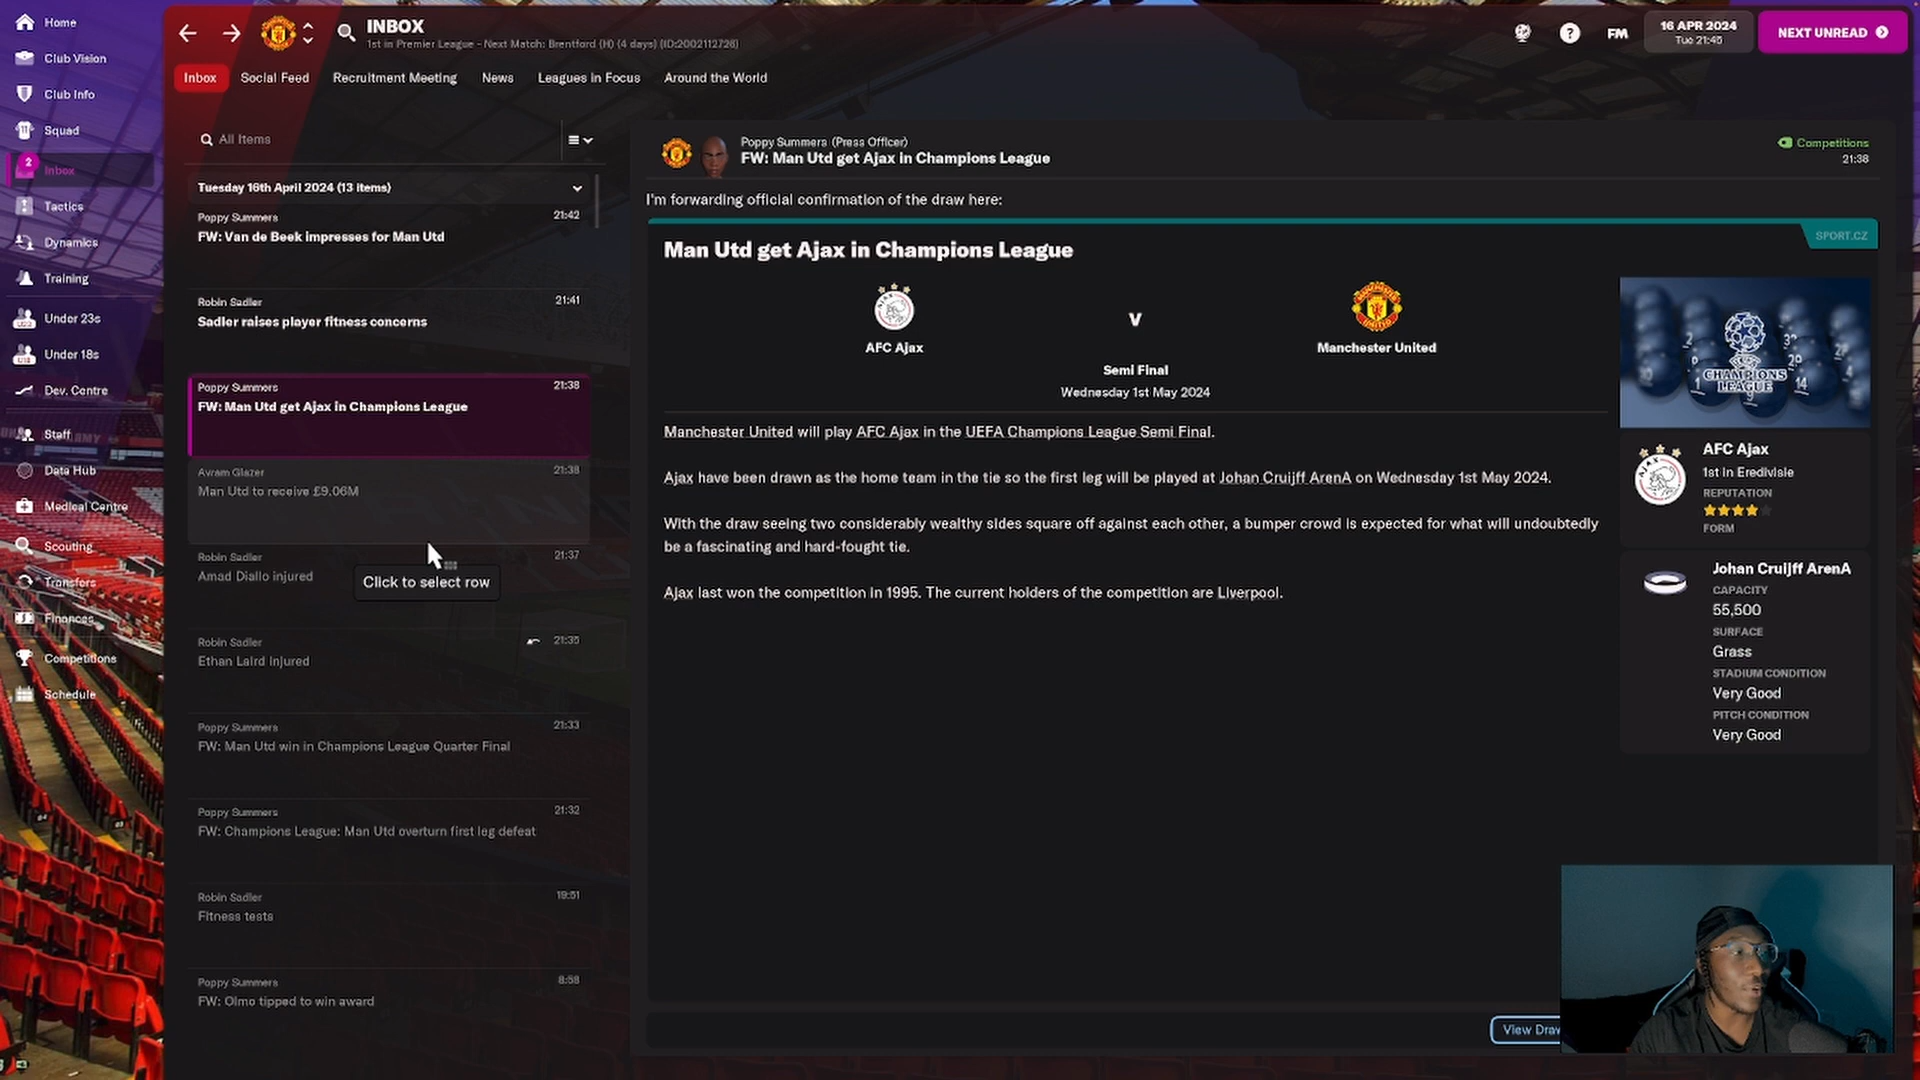 Home
Club Vision
Club Info
Squad
2
Inbox
Tactics
Dynamics
Training
Under 23s
Under 18s
Dev. Centre
Staff
Data Hub
Medical Centre
Scouting
Transfers
Finances
Competitions
Schedule
INBOX
1st in Premier League - Next Match: Brentford (H) (4 days) (ID:2002112726)
FM
16 APR 2024
Tue 21:45
NEXT UNREAD
Inbox
Social Feed
Recruitment Meeting
News
Leagues in Focus
Around the World
All Items
Tuesday 16th April 2024 (13 items)
Poppy Summers
21:42
FW: Van de Beek impresses for Man Utd
Robin Sadler
21:41
Sadler raises player fitness concerns
Poppy Summers
21:38
FW: Man Utd get Ajax in Champions League
Avram Glazer
21:38
Man Utd to receive £9.06M
Robin Sadler
21:37
Amad Diallo injured
Click to select row
Robin Sadler
21:35
Ethan Laird injured
Poppy Summers
21:33
FW: Man Utd win in Champions League Quarter Final
Poppy Summers
21:32
FW: Champions League: Man Utd overturn first leg defeat
Robin Sadler
19:51
Fitness tests
Poppy Summers
8:58
FW: Olmo tipped to win award
Poppy Summers (Press Officer)
FW: Man Utd get Ajax in Champions League
Competitions
21:38
I'm forwarding official confirmation of the draw here:
SPORT.CZ
Man Utd get Ajax in Champions League
AFC Ajax
V
Manchester United
Semi Final
Wednesday 1st May 2024
Manchester United will play AFC Ajax in the UEFA Champions League Semi Final.
Ajax have been drawn as the home team in the tie so the first leg will be played at Johan Cruijff ArenA on Wednesday 1st May 2024.
With the draw seeing two considerably wealthy sides square off against each other, a bumper crowd is expected for what will undoubtedly
be a fascinating and hard-fought tie.
Ajax last won the competition in 1995. The current holders of the competition are Liverpool.
CHAMPIONS
LEAGUE
AFC Ajax
1st in Eredivisie
REPUTATION
FORM
Johan Cruijff ArenA
CAPACITY
55,500
SURFACE
Grass
STADIUM CONDITION
Very Good
PITCH CONDITION
Very Good
View Draw